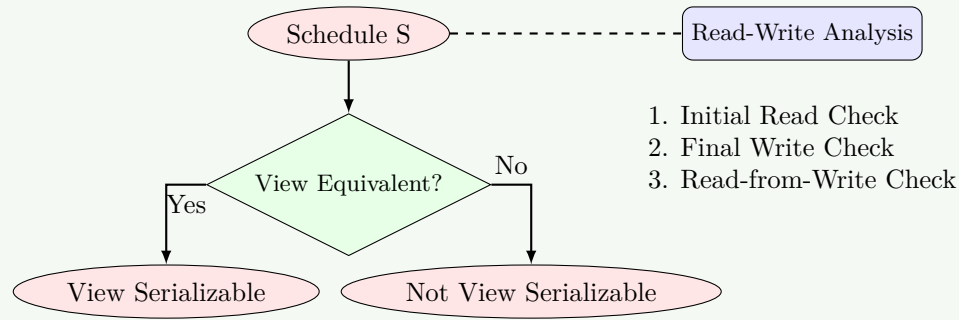 Schedule S
Read-Write Analysis
1. Initial Read Check
2. Final Write Check
3. Read-from-Write Check
View Equivalent?
No
Yes
View Serializable
Not View Serializable